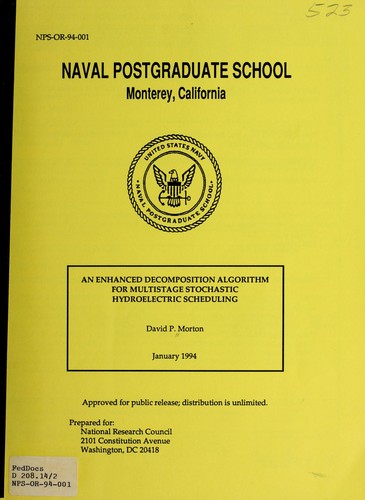 523
NPS-OR-94-001
NAVAL POSTGRADUATE SCHOOL
Monterey, California
UNITED STATES NAVY
NAVAL POSTGRADUATE SCHOOL
AN ENHANCED DECOMPOSITION ALGORITHM
FOR MULTISTAGE STOCHASTIC
HYDROELECTRIC SCHEDULING
David P. Morton
January 1994
Approved for public release; distribution is unlimited.
Prepared for:
National Research Council
2101 Constitution Avenue
Washington, DC 20418
FedDocs
D 208.14/2
NPS-OR-94-001